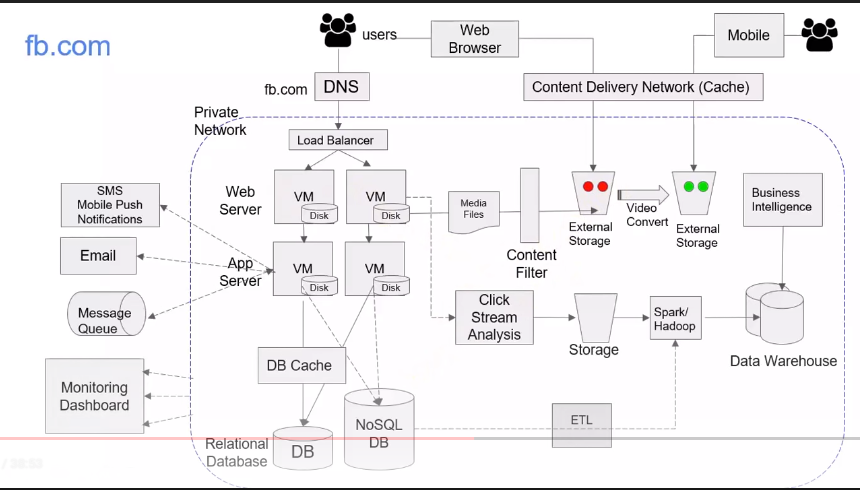 fb.com
users
Web
Browser
Mobile
fb.com
DNS
Content Delivery Network (Cache)
Private
Network
Load Balancer
Web
Server
VM
Disk
VM
Disk
Media
Files
Content
Filter
External
Storage
Video
Convert
External
Storage
Business
Intelligence
SMS
Mobile Push
Notifications
Email
Message
Queue
App
Server
VM
Disk
VM
Disk
Click
Stream
Analysis
Storage
Spark/
Hadoop
Data Warehouse
Monitoring
Dashboard
DB Cache
Relational
Database
DB
NoSQL
DB
ETL